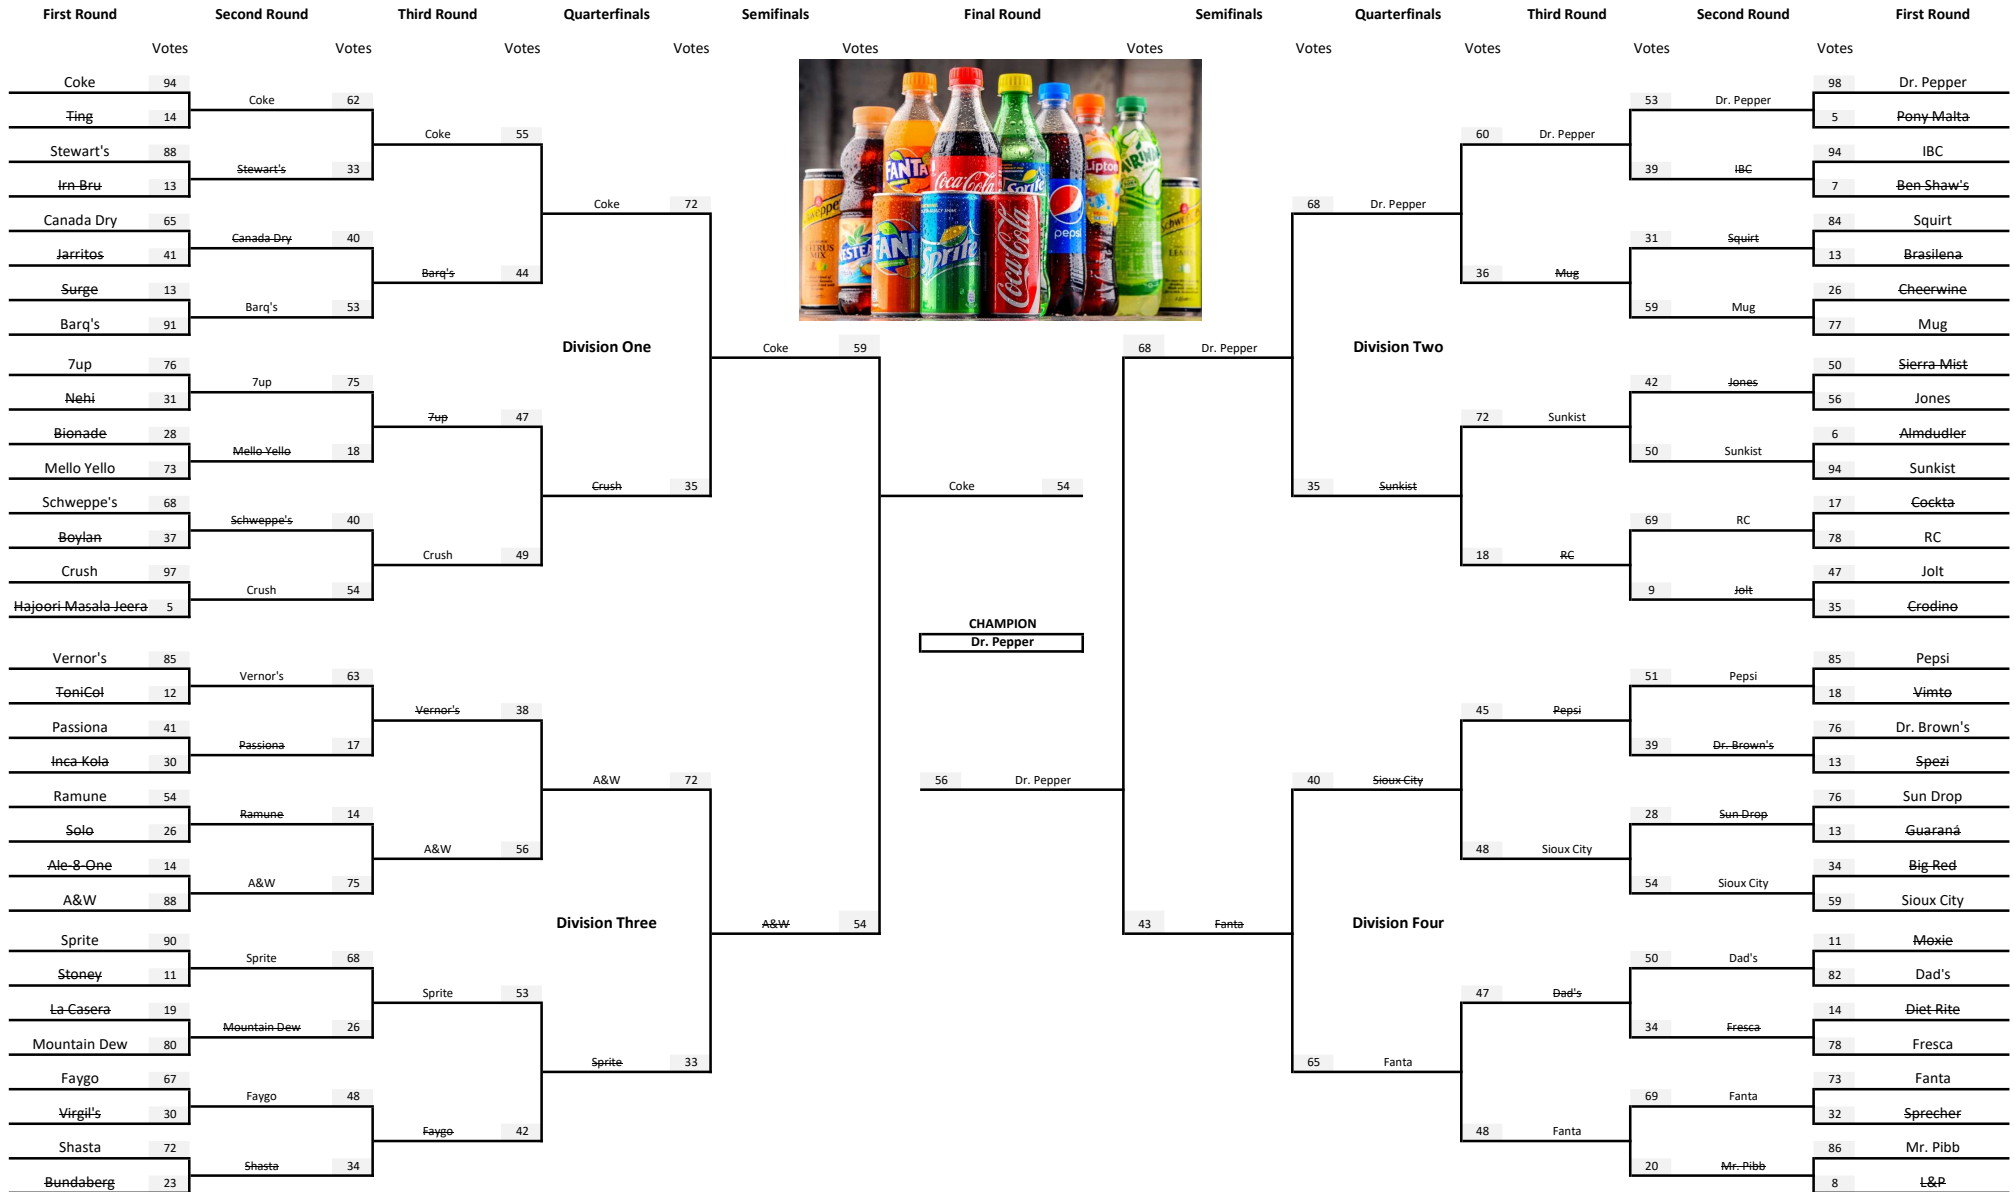 First Round Second Round Third Round Quarterfinals Semifinals Final Round Semifinals Quarterfinals Third Round Second Round First Round
Votes Votes Votes Votes Votes Votes Votes Votes Votes Votes
Coke 94 98 Dr. Pepper
Coke 62 53 Dr. Pepper
Ting 14 5 Pony Malta
Coke 55 60 Dr. Pepper
Stewart's 88 94 IBC
Stewart's 33 39 IBC
Irn Bru 13 7 Ben Shaw's
Coke 72 68 Dr. Pepper
Canada Dry 65 84 Squirt
Canada Dry 40 31 Squirt
Jarritos 41 13 Brasilena
Barq's 44 36 Mug
Surge 13 26 Cheerwine
Barq's 53 59 Mug
Barq's 91 77 Mug
FANTA
Coca-Cola
Sprite
Lipton
pepsi
FANT
Sprite
Coca-Cola
Division One Coke 59 68 Dr. Pepper Division Two
7up 76 50 Sierra Mist
7up 75 42 Jones
Nehi 31 56 Jones
7up 47 72 Sunkist
Bionade 28 6 Almdudler
Mello Yello 18 50 Sunkist
Mello Yello 73 94 Sunkist
Crush 35 Coke 54 35 Sunkist
Schweppe's 68 17 Cockta
Schweppe's 40 69 RC
Boylan 37 78 RC
Crush 49 18 RC
Crush 97 47 Jolt
Crush 54 9 Jolt
Hajoori Masala Jeera 5 35 Crodino
CHAMPION
Dr. Pepper
Vernor's 85 85 Pepsi
Vernor's 63 51 Pepsi
ToniCol 12 18 Vimto
Vernor's 38 45 Pepsi
Passiona 41 76 Dr. Brown's
Passiona 17 39 Dr. Brown's
Inca Kola 30 13 Spezi
A&W 72 56 Dr. Pepper 40 Sioux City
Ramune 54 76 Sun Drop
Ramune 14 28 Sun Drop
Solo 26 13 Guaraná
A&W 56 48 Sioux City
Ale-8-One 14 34 Big Red
A&W 75 54 Sioux City
A&W 88 59 Sioux City
Division Three A&W 54 43 Fanta Division Four
Sprite 90 11 Moxie
Sprite 68 50 Dad's
Stoney 11 82 Dad's
Sprite 53 47 Dad's
La Casera 19 14 Diet Rite
Mountain Dew 26 34 Fresca
Mountain Dew 80 78 Fresca
Sprite 33 65 Fanta
Faygo 67 73 Fanta
Faygo 48 69 Fanta
Virgil's 30 32 Sprecher
Faygo 42 48 Fanta
Shasta 72 86 Mr. Pibb
Shasta 34 20 Mr. Pibb
Bundaberg 23 8 L&P